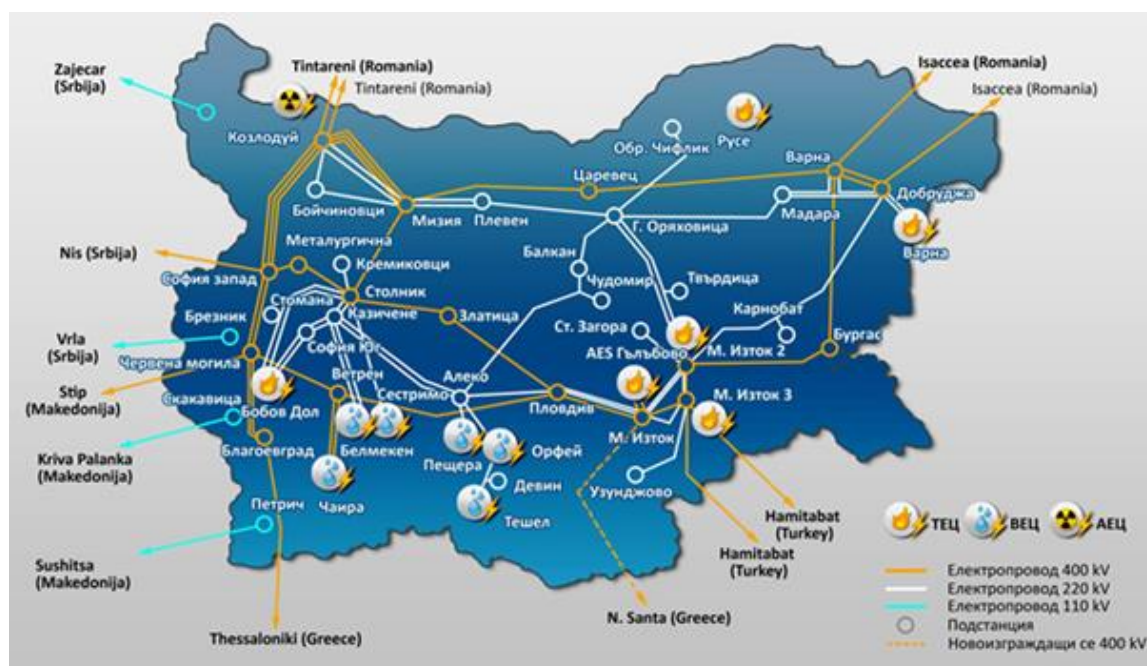 Zajecar
(Srbija)
Tintareni (Romania)
Tintareni (Romania)
Isaccea (Romania)
Isaccea (Romania)
Козлодуй
Обр. Чифлик
Русе
Варна
Царевец
Добруджа
Бойчиновци
Мизия
Плевен
Г. Оряховица
Мадара
Варна
Металургична
Балкан
Nis (Srbija)
София запад
Кремиковци
Чудомир
Твърдица
Столник
Стомана
Казичене
Златица
Карнобат
Брезник
Ст. Загора
Бургас
Vrla
(Srbija)
София Юг
AES Гълъбово
М. Изток 2
Червена могила
Ветрен
Алеко
Stip
(Makedonija)
Скакавица
Бобов Дол
Сестримо
Пловдив
М. Изток 3
М. Изток
Благоевград
Белмекен
Пещера
Орфей
Kriva Palanka
(Makedonija)
Чаира
Девин
Узунджово
Петрич
Тешел
Hamitabat
(Turkey)
ТЕЦ
ВЕЦ
АЕЦ
Hamitabat
(Turkey)
Sushitsa
(Makedonija)
Електропровод 400 kV
Електропровод 220 kV
Електропровод 110 kV
N. Santa (Greece)
Подстанция
Thessaloniki (Greece)
Новоизграждащи се 400 kV